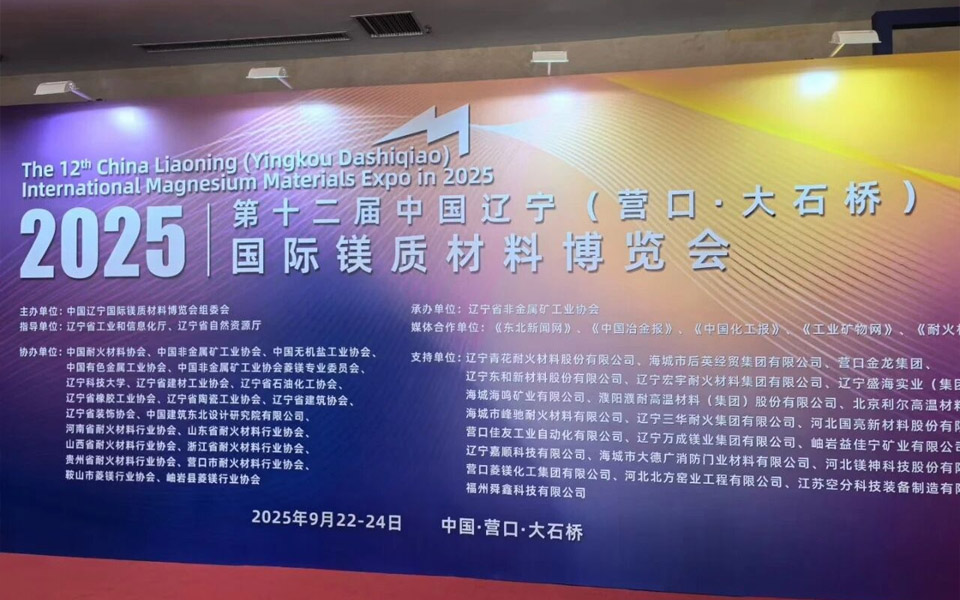 The 12th China Liaoning (Yingkou Dashiqiao)
International Magnesium Materials Expo in 2025
2025
第十二届中国辽宁（营口·大石桥）
国际镁质材料博览会
主办单位：中国辽宁国际镁质材料博览会组委会
指导单位：辽宁省工业和信息化厅、辽宁省自然资源厅
协办单位：中国耐火材料协会、中国非金属矿工业协会、中国无机盐工业协会、
中国有色金属工业协会、中国非金属矿工业协会菱镁专业委员会、
辽宁科技大学、辽宁省建材工业协会、辽宁省石油化工协会、
辽宁省橡胶工业协会、辽宁省陶瓷工业协会、辽宁省建筑协会、
辽宁省装饰协会、中国建筑东北设计研究院有限公司、
河南省耐火材料行业协会、山东省耐火材料行业协会、
山西省耐火材料行业协会、浙江省耐火材料行业协会、
贵州省耐火材料行业协会、营口市耐火材料行业协会、
鞍山市菱镁行业协会、岫岩县菱镁行业协会
承办单位：辽宁省非金属矿工业协会
媒体合作单位：《东北新闻网》、《中国冶金报》、《中国化工报》、《工业矿物网》、《耐火材
支持单位：辽宁青花耐火材料股份有限公司、海城市后英经贸集团有限公司、营口金龙集团、
辽宁东和新材料股份有限公司、辽宁宏宇耐火材料集团有限公司、辽宁盛海实业（集团
海城海鸣矿业有限公司、濮阳濮耐高温材料（集团）股份有限公司、北京利尔高温材料
海城市峰驰耐火材料有限公司、辽宁三华耐火集团有限公司、河北国亮新材料股份有限
营口佳友工业自动化有限公司、辽宁万成镁业集团有限公司、岫岩益佳宁矿业有限公司
辽宁嘉顺科技有限公司、海城市大德广消防门业材料有限公司、河北镁神科技股份有限
营口菱镁化工集团有限公司、河北北方窑业工程有限公司、江苏空分科技装备制造有限
福州舜鑫科技有限公司
2025年9月22-24日 中国·营口·大石桥